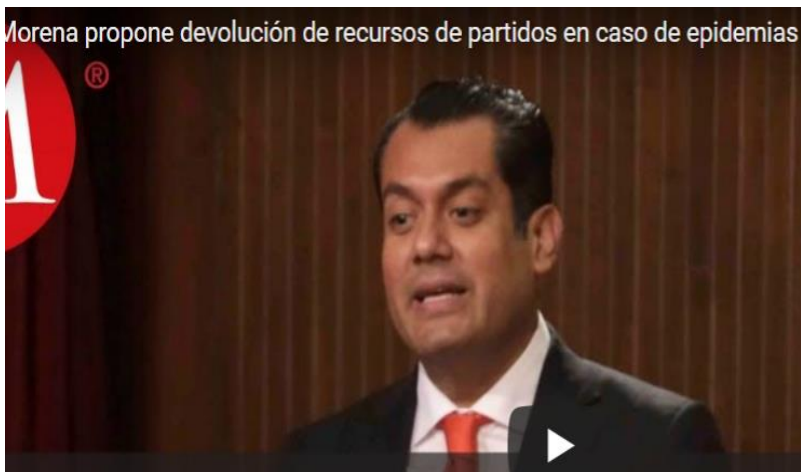 Morena propone devolución de recursos de partidos en caso de epidemias
M
®